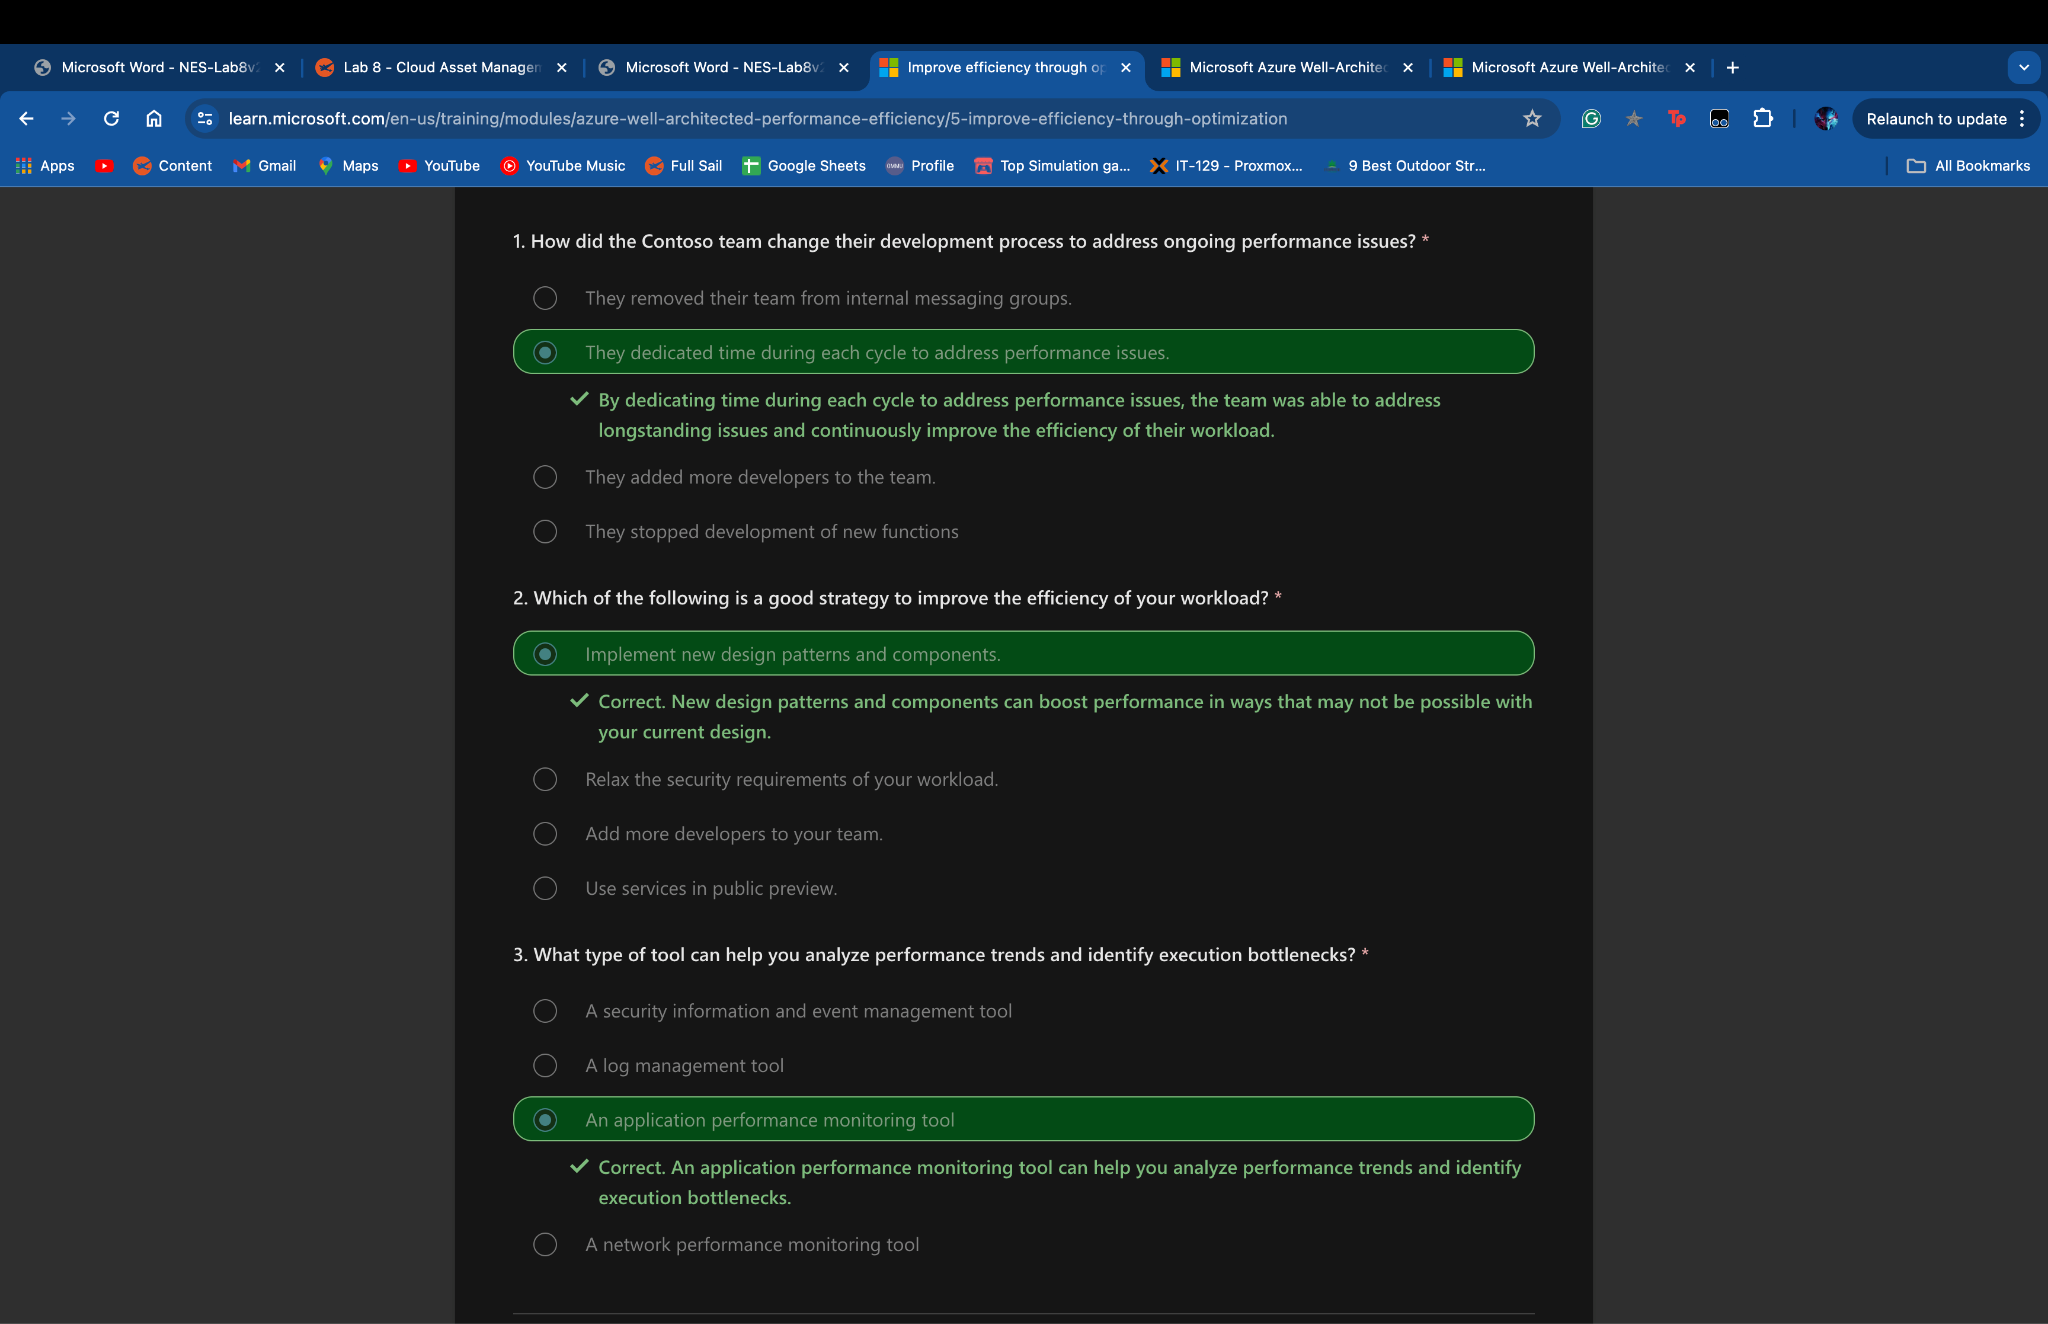 Microsoft Word - NES-Lab8v
Lab 8 - Cloud Asset Manage
Microsoft Word - NES-Lab8v
Improve efficiency through op
Microsoft Azure Well-Archite
Microsoft Azure Well-Archite
learn.microsoft.com/en-us/training/modules/azure-well-architected-performance-efficiency/5-improve-efficiency-through-optimization
Relaunch to update
Apps
Content
Gmail
Maps
YouTube
YouTube Music
Full Sail
Google Sheets
Profile
Top Simulation ga...
IT-129 - Proxmox...
9 Best Outdoor Str...
All Bookmarks
1. How did the Contoso team change their development process to address ongoing performance issues? *
They removed their team from internal messaging groups.
They dedicated time during each cycle to address performance issues.
By dedicating time during each cycle to address performance issues, the team was able to address
longstanding issues and continuously improve the efficiency of their workload.
They added more developers to the team.
They stopped development of new functions
2. Which of the following is a good strategy to improve the efficiency of your workload? *
Implement new design patterns and components.
Correct. New design patterns and components can boost performance in ways that may not be possible with
your current design.
Relax the security requirements of your workload.
Add more developers to your team.
Use services in public preview.
3. What type of tool can help you analyze performance trends and identify execution bottlenecks? *
A security information and event management tool
A log management tool
An application performance monitoring tool
Correct. An application performance monitoring tool can help you analyze performance trends and identify
execution bottlenecks.
A network performance monitoring tool